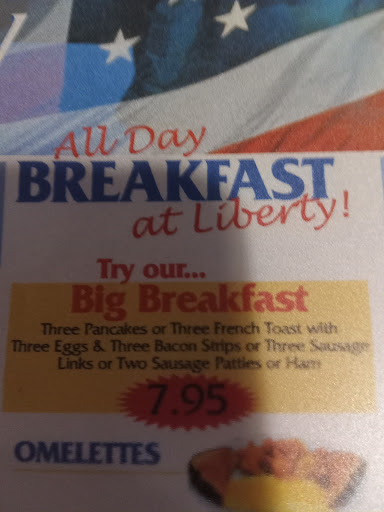 All Day
BREAKFAST
at Liberty!
Try our...
Big Breakfast
Three Pancakes or Three French Toast with
Three Eggs & Three Bacon Strips or Three Sausage
Links or Two Sausage Patties or Ham
7.95
OMELETTES